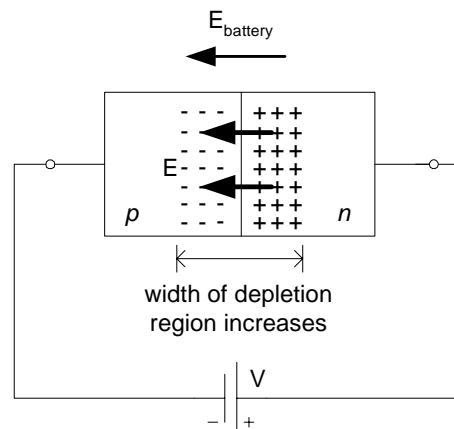 E_battery
- - - +++
- - - +++
- - - +++
E - - - +++
- - - +++
p - - - +++ n
- - - +++
width of depletion
region increases
V
− +